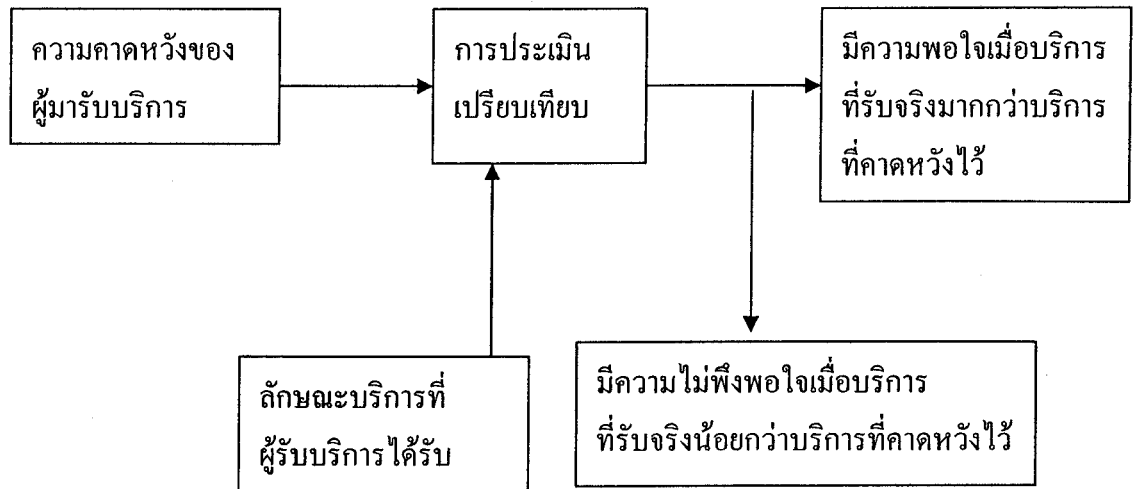 ความคาดหวังของ
ผู้มารับบริการ
การประเมิน
เปรียบเทียบ
มีความพอใจเมื่อบริการ
ที่รับจริงมากกว่าบริการ
ที่คาดหวังไว้
ลักษณะบริการที่
ผู้รับบริการได้รับ
มีความไม่พึงพอใจเมื่อบริการ
ที่รับจริงน้อยกว่าบริการที่คาดหวังไว้